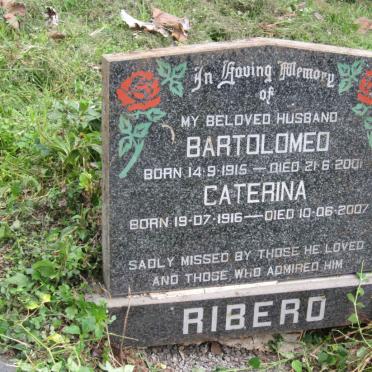 In Loving Memory
of
MY BELOVED HUSBAND
BARTOLOMEO
BORN 14·9·1915 — DIED 21·6·2001
CATERINA
BORN 19·07·1916 — DIED 10·06·2007
SADLY MISSED BY THOSE HE LOVED
AND THOSE WHO ADMIRED HIM
RIBERO